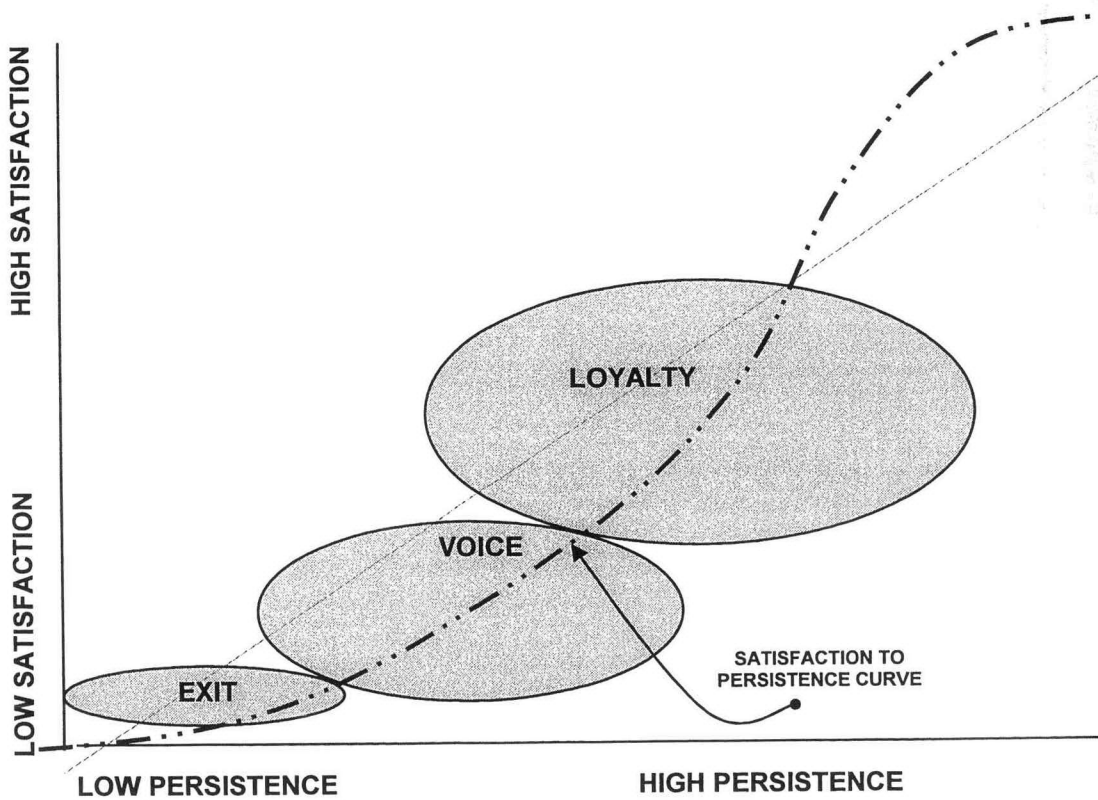 HIGH SATISFACTION
LOW SATISFACTION
LOYALTY
VOICE
EXIT
SATISFACTION TO
PERSISTENCE CURVE
LOW PERSISTENCE
HIGH PERSISTENCE